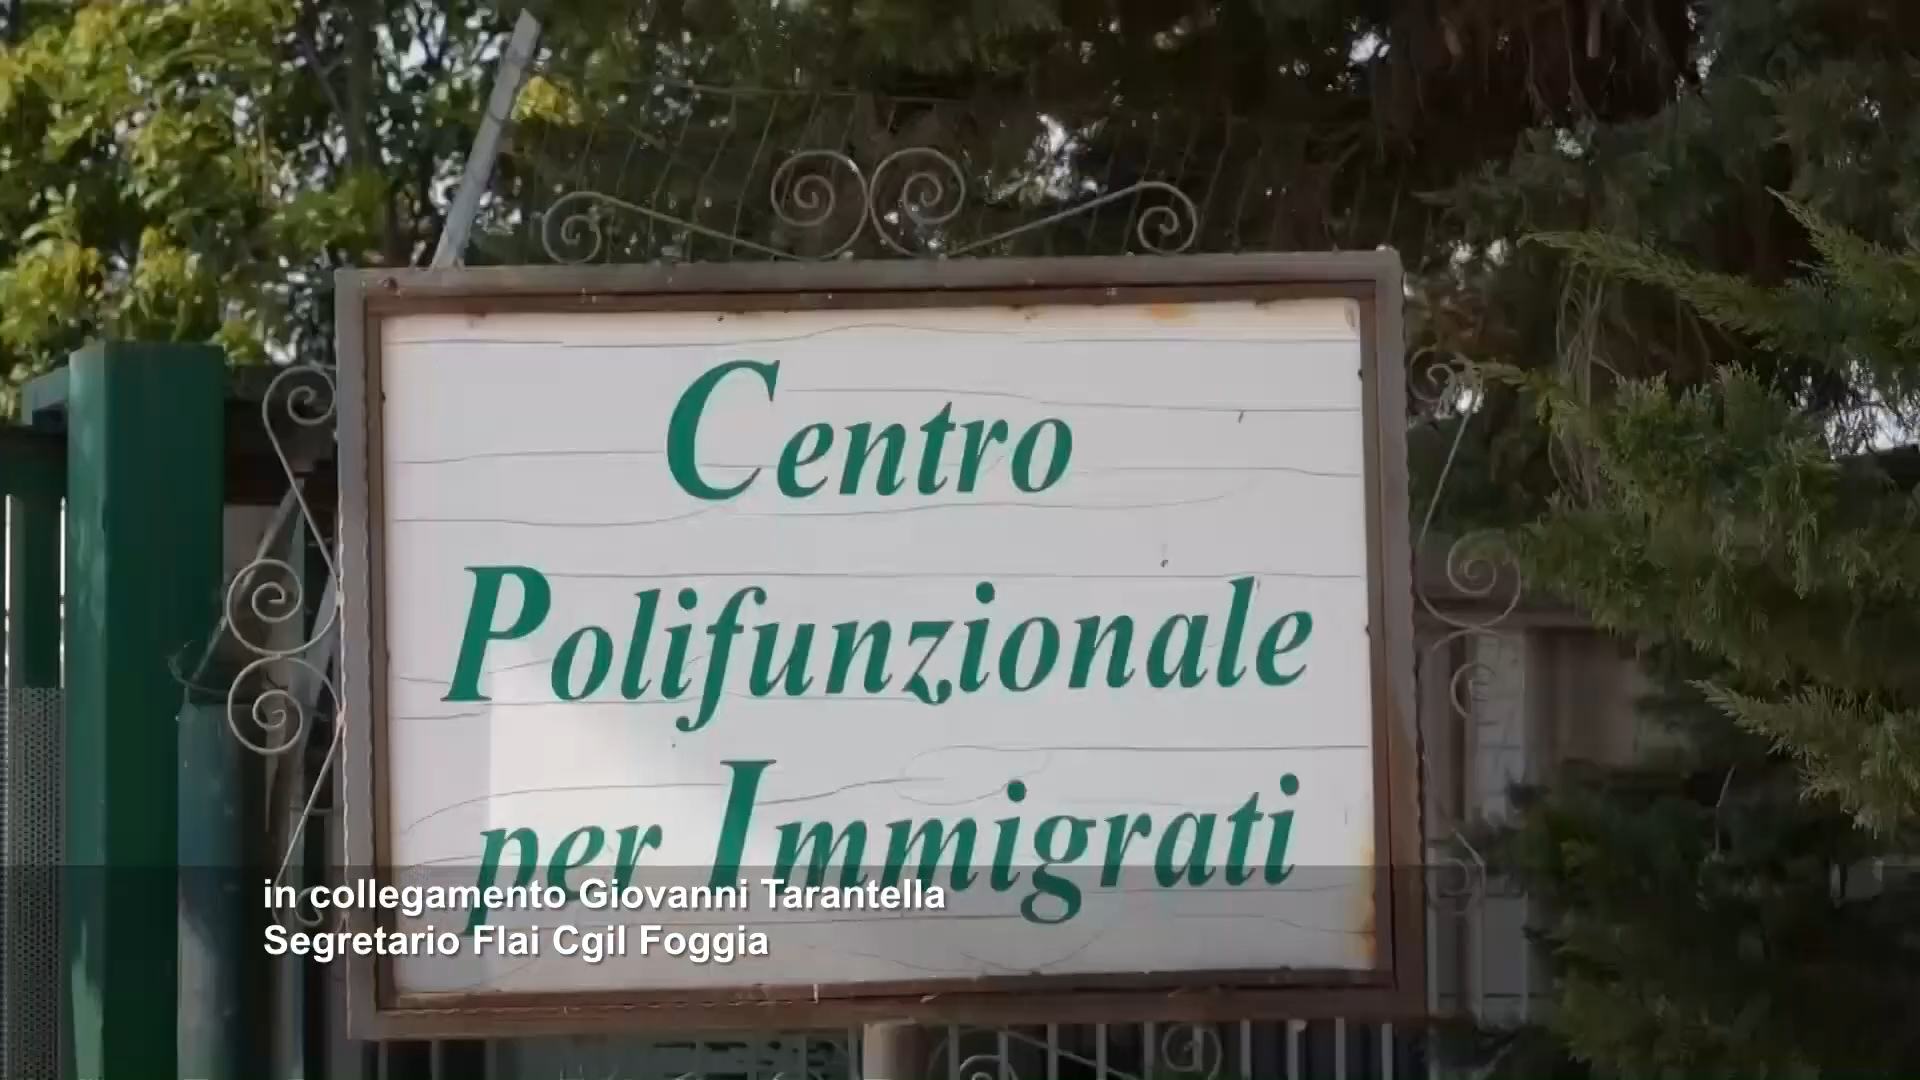 Centro
Polifunzionale
per Immigrati
in collegamento Giovanni Tarantella
Segretario Flai Cgil Foggia